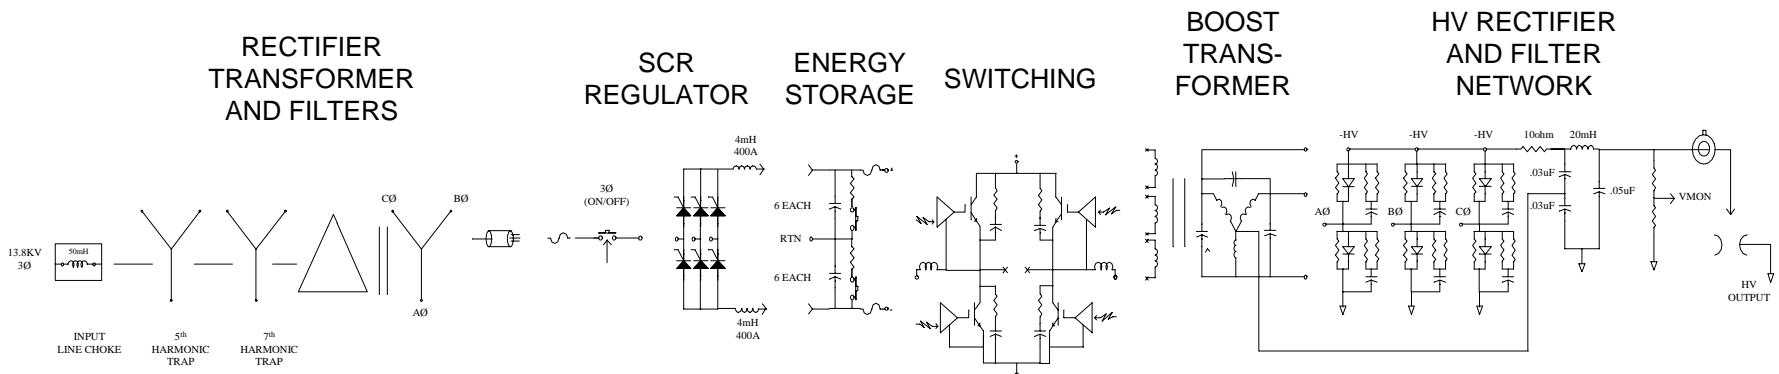 RECTIFIER
TRANSFORMER
AND FILTERS
SCR
REGULATOR
ENERGY
STORAGE
SWITCHING
BOOST
TRANS-
FORMER
HV RECTIFIER
AND FILTER
NETWORK
13.8KV
3Ø
50mH
INPUT
LINE CHOKE
5th
HARMONIC
TRAP
7th
HARMONIC
TRAP
CØ
BØ
AØ
3Ø
(ON/OFF)
4mH
400A
4mH
400A
6 EACH
RTN
6 EACH
+
-HV
-HV
-HV
AØ
BØ
CØ
10ohm
20mH
.03uF
.03uF
.05uF
VMON
HV
OUTPUT